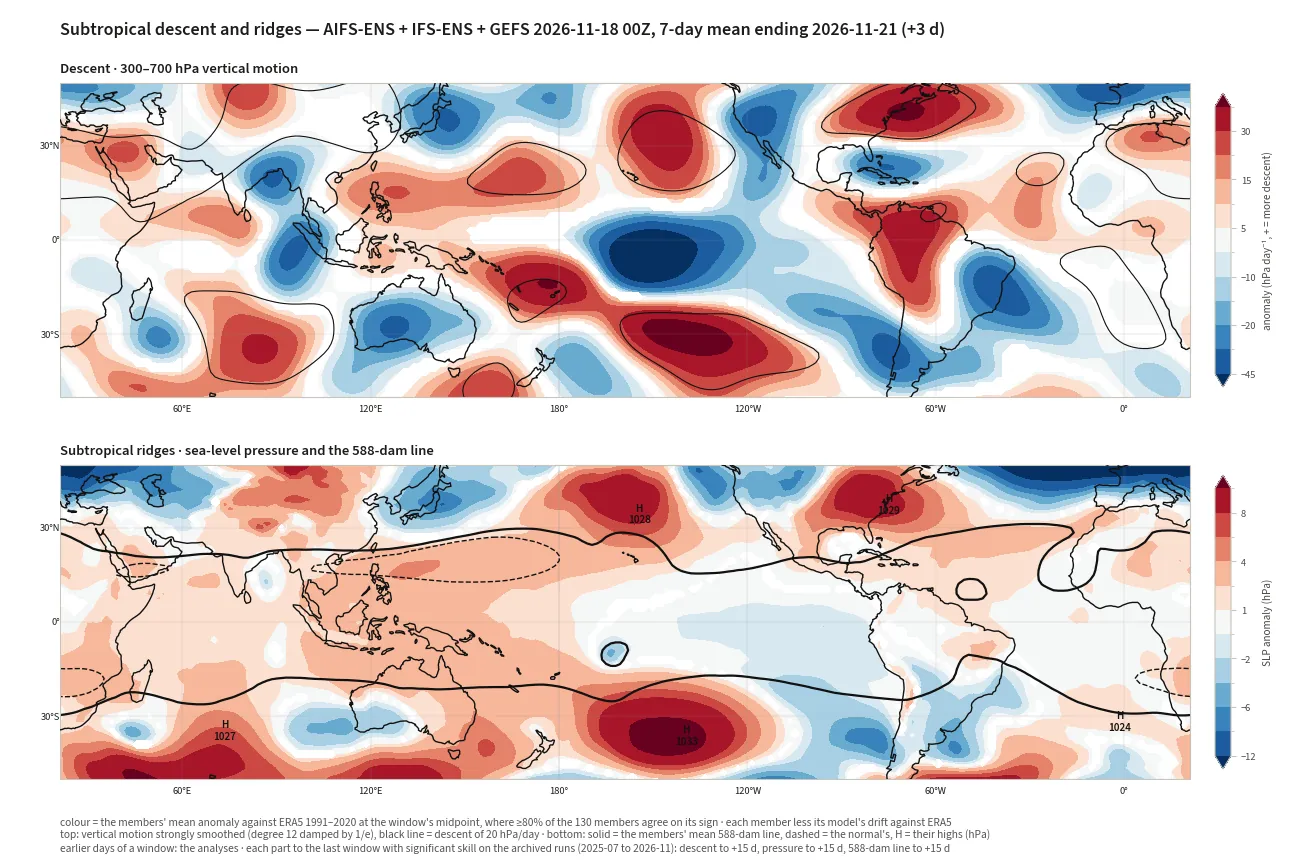 Subtropical descent and ridges — AIFS-ENS + IFS-ENS + GEFS 2026-11-18 00Z, 7-day mean ending 2026-11-21 (+3 d)
Descent · 300–700 hPa vertical motion
30°N
0°
30°S
60°E
120°E
180°
120°W
60°W
0°
30
15
5
−10
−20
−45
anomaly (hPa day⁻¹, + = more descent)
Subtropical ridges · sea-level pressure and the 588-dam line
30°N
0°
30°S
H
1028
H
1029
H
1027
H
1033
H
1024
60°E
120°E
180°
120°W
60°W
0°
8
4
1
−2
−6
−12
SLP anomaly (hPa)
colour = the members' mean anomaly against ERA5 1991–2020 at the window's midpoint, where ≥80% of the 130 members agree on its sign · each member less its model's drift against ERA5
top: vertical motion strongly smoothed (degree 12 damped by 1/e), black line = descent of 20 hPa/day · bottom: solid = the members' mean 588-dam line, dashed = the normal's, H = their highs (hPa)
earlier days of a window: the analyses · each part to the last window with significant skill on the archived runs (2025-07 to 2026-11): descent to +15 d, pressure to +15 d, 588-dam line to +15 d